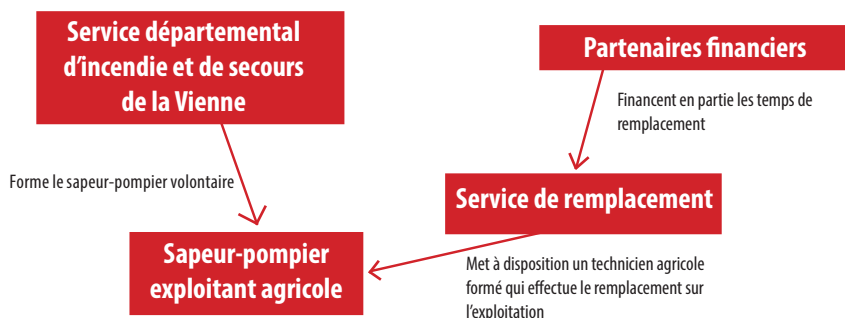 Service départemental
d'incendie et de secours
de la Vienne
Partenaires financiers
Financent en partie les temps de
remplacement
Forme le sapeur-pompier volontaire
Service de remplacement
Sapeur-pompier
exploitant agricole
Met à disposition un technicien agricole
formé qui effectue le remplacement sur
l'exploitation